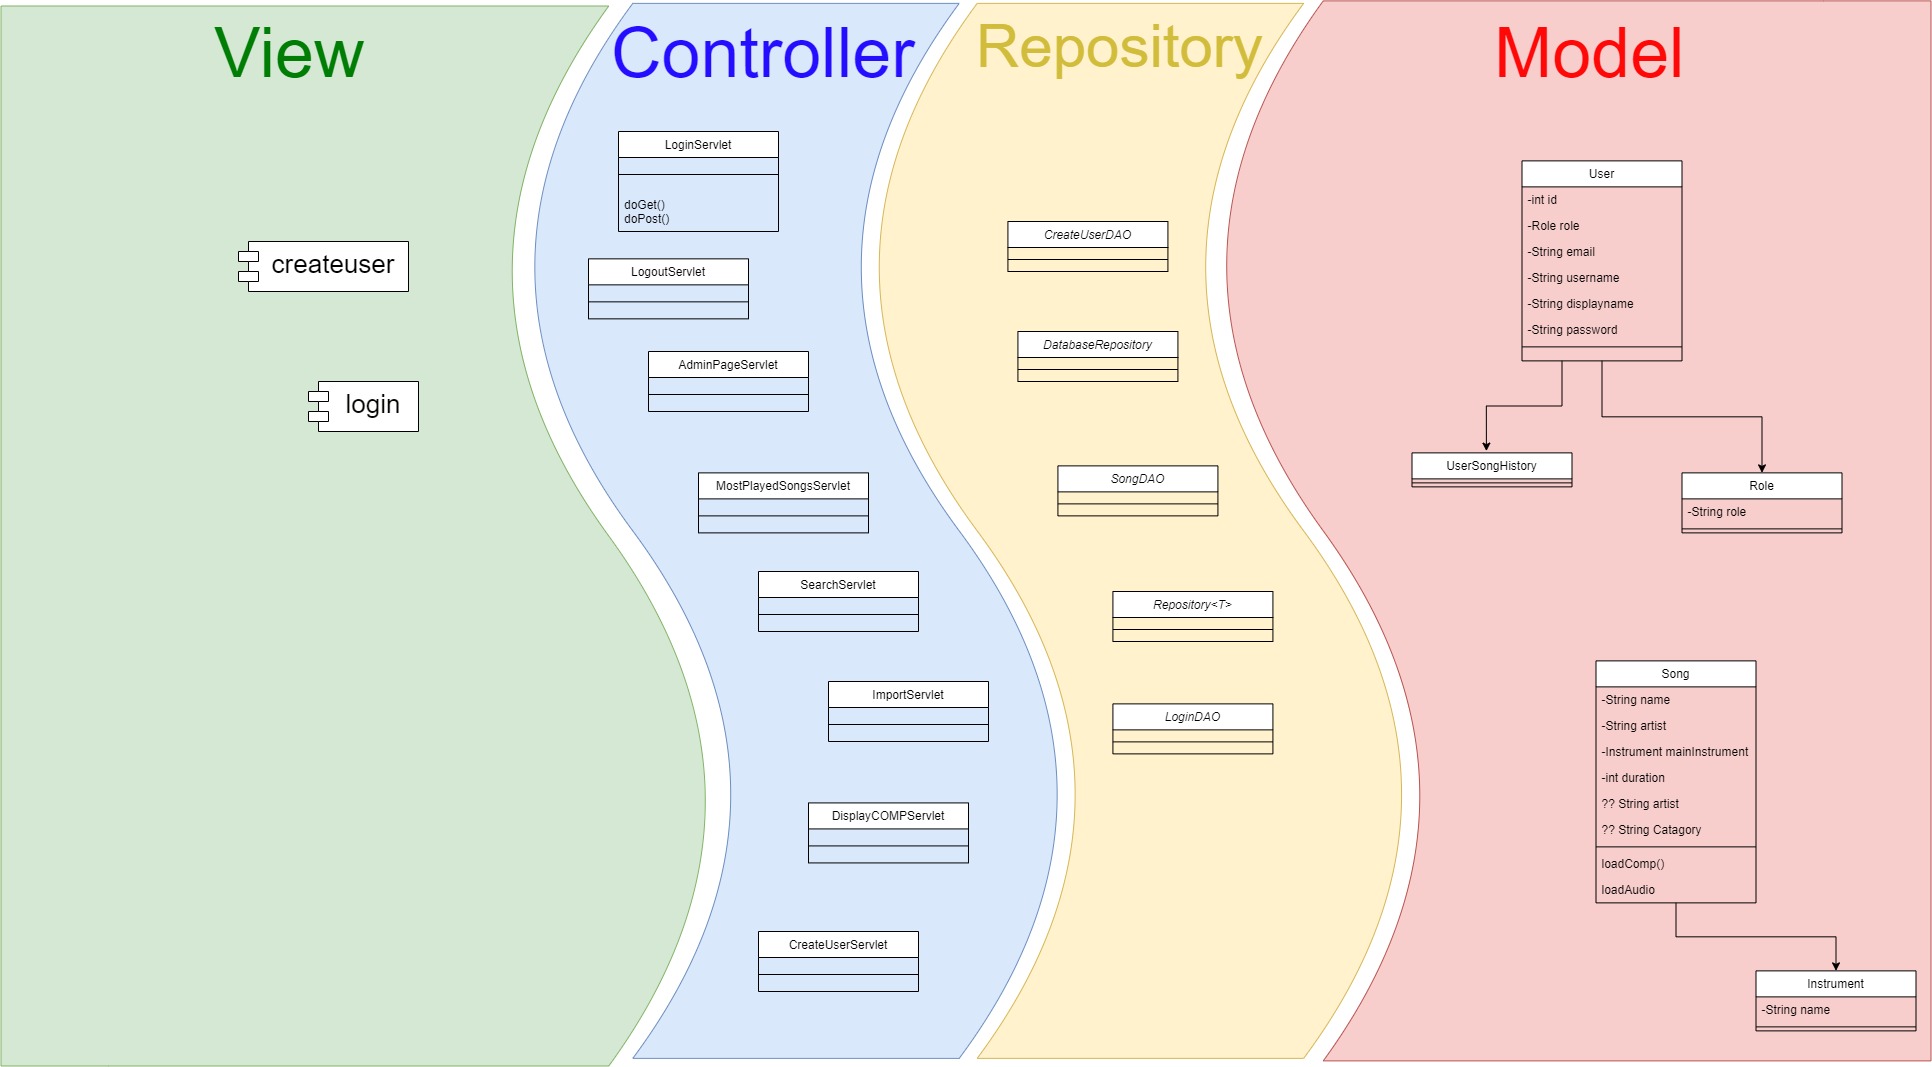 View
Controller
Repository
Model
createuser
login
LoginServlet
doGet()
doPost()
LogoutServlet
AdminPageServlet
MostPlayedSongsServlet
SearchServlet
ImportServlet
DisplayCOMPServlet
CreateUserServlet
CreateUserDAO
DatabaseRepository
SongDAO
Repository<T>
LoginDAO
User
-int id
-Role role
-String email
-String username
-String displayname
-String password
UserSongHistory
Role
-String role
Song
-String name
-String artist
-Instrument mainInstrument
-int duration
?? String artist
?? String Catagory
loadComp()
loadAudio
Instrument
-String name